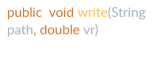 public  void write(String
path, double vr)